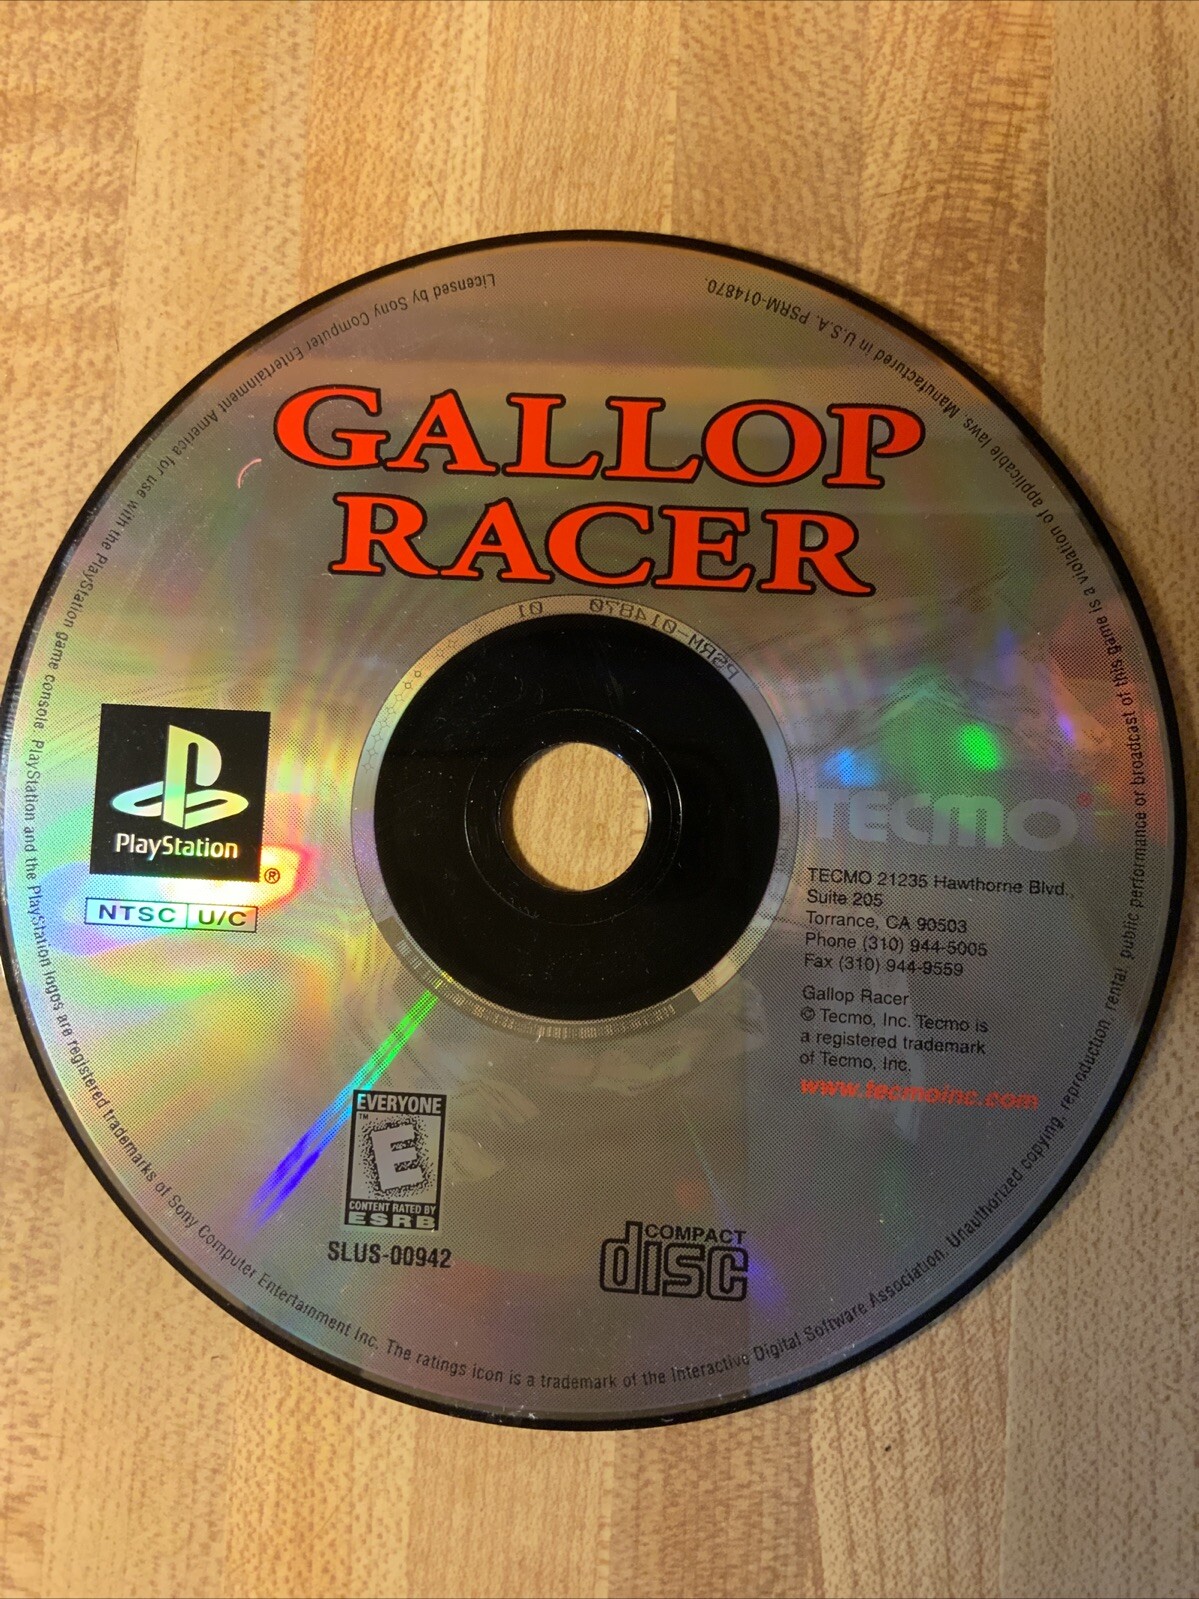 GALLOP
RACER
PSRM-014870 01
PlayStation
®
NTSC U/C
TECMO®
TECMO 21235 Hawthorne Blvd.,
Suite 205
Torrance, CA 90503
Phone (310) 944-5005
Fax (310) 944-9559
Gallop Racer
© Tecmo, Inc. Tecmo is
a registered trademark
of Tecmo, Inc.
www.tecmoinc.com
EVERYONE
™
E
CONTENT RATED BY
ESRB
SLUS-00942
COMPACT
disc
Licensed by Sony Computer Entertainment America for use with the PlayStation game console. PlayStation and the PlayStation logos are registered trademarks of Sony Computer Entertainment Inc. The ratings icon is a trademark of the Interactive Digital Software Association. Unauthorized copying, reproduction, rental, public performance or broadcast of this game is a violation of applicable laws. Manufactured in U.S.A. PSRM-014870.